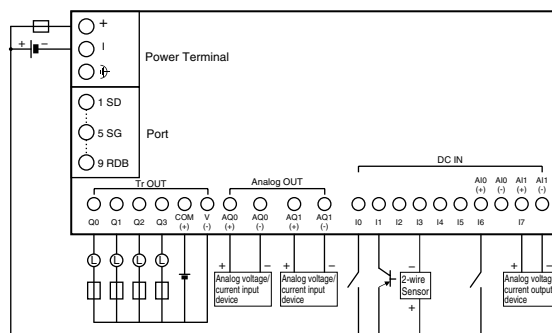 +
Power Terminal
+ −
1 SD
5 SG
Port
9 RDB
Tr OUT
Analog OUT
DC IN
AI0 AI0 AI1 AI1
(+) (-) (+) (-)
Q0 Q1 Q2 Q3 COM V AQ0 AQ0 AQ1 AQ1 I0 I1 I2 I3 I4 I5 I6 I7
(+) (-) (+) (-) (+) (-)
L L L L
+ − + − − + −
Analog voltage/ Analog voltage/ 2-wire Analog voltage/
current input current input Sensor current output
device device device
+